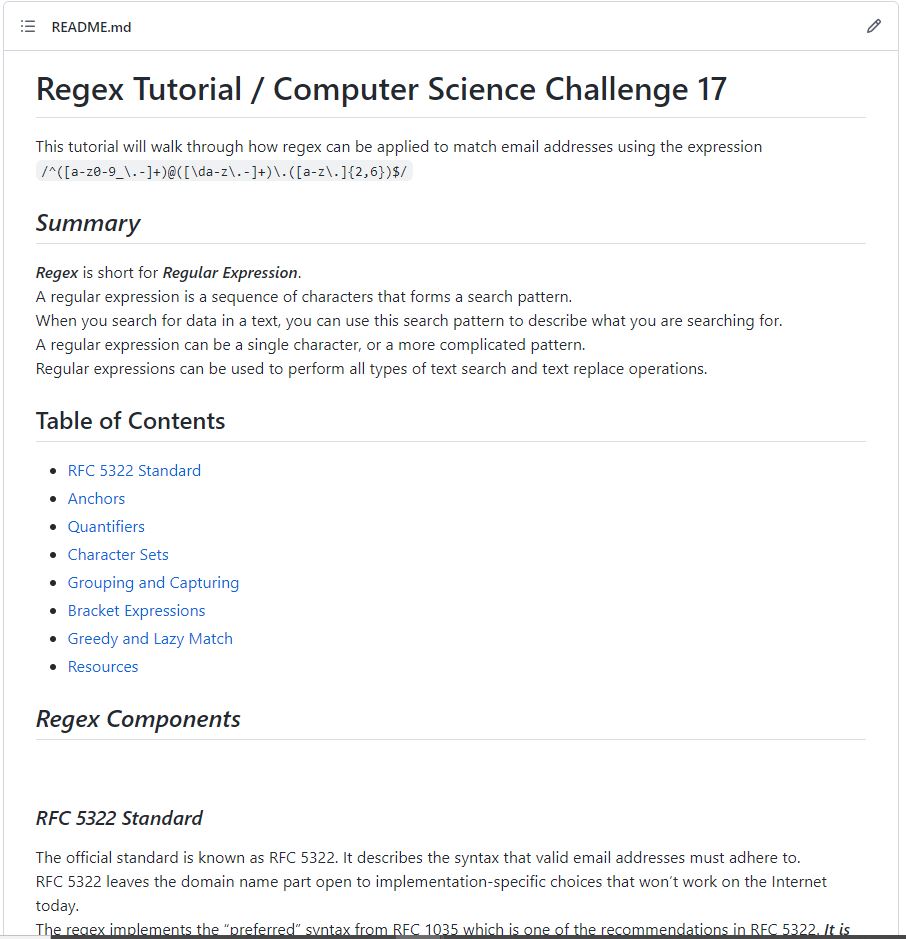 README.md
Regex Tutorial / Computer Science Challenge 17
This tutorial will walk through how regex can be applied to match email addresses using the expression
/^([a-z0-9_\.-]+)@([\da-z\.-]+)\.([a-z\.]{2,6})$/
Summary
Regex is short for Regular Expression.
A regular expression is a sequence of characters that forms a search pattern.
When you search for data in a text, you can use this search pattern to describe what you are searching for.
A regular expression can be a single character, or a more complicated pattern.
Regular expressions can be used to perform all types of text search and text replace operations.
Table of Contents
RFC 5322 Standard
Anchors
Quantifiers
Character Sets
Grouping and Capturing
Bracket Expressions
Greedy and Lazy Match
Resources
Regex Components
RFC 5322 Standard
The official standard is known as RFC 5322. It describes the syntax that valid email addresses must adhere to.
RFC 5322 leaves the domain name part open to implementation-specific choices that won’t work on the Internet
today.
The regex implements the “preferred” syntax from RFC 1035 which is one of the recommendations in RFC 5322. It is